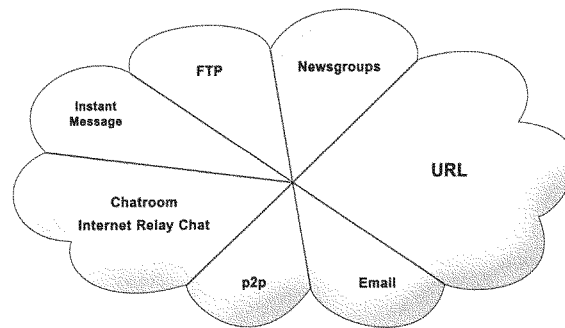 FTP
Newsgroups
Instant
Message
URL
Chatroom
Internet Relay Chat
p2p
Email